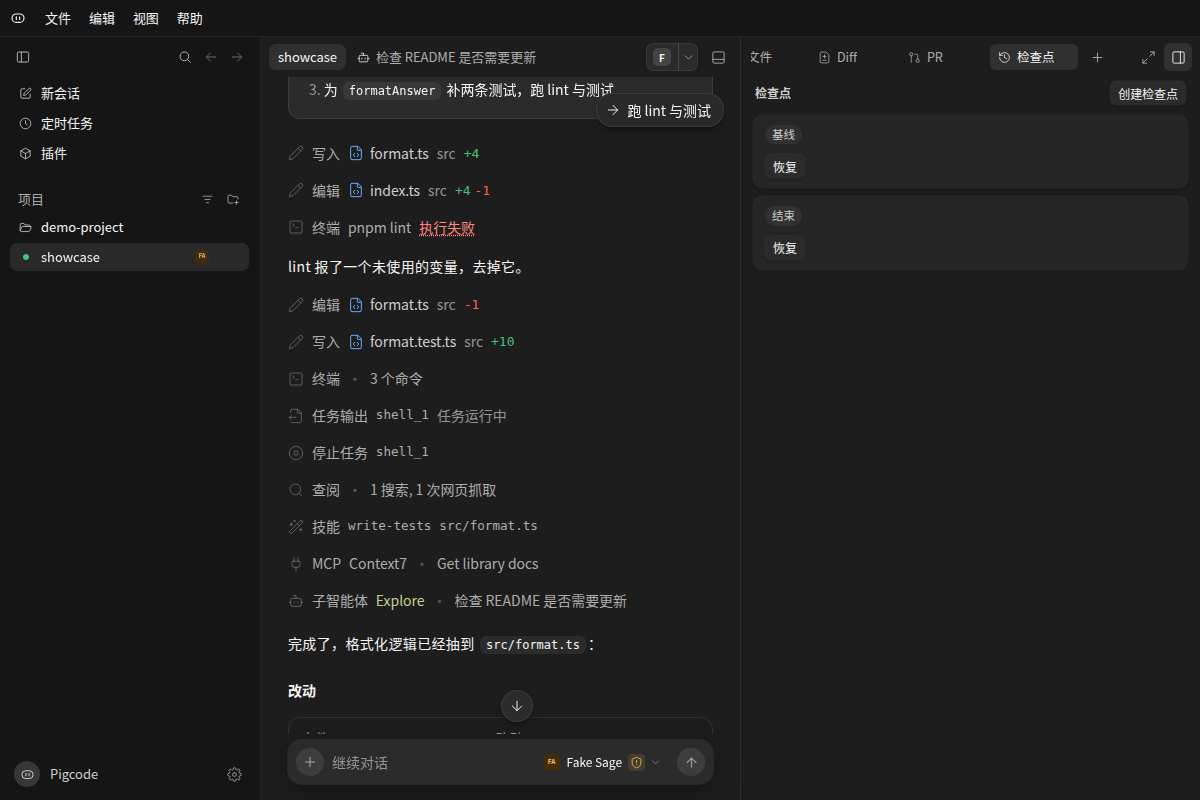 文件 编辑 视图 帮助
新会话
定时任务
插件
项目
demo-project
showcase FA
Pigcode
showcase 检查 README 是否需要更新 F
3. 为 formatAnswer 补两条测试，跑 lint 与测试
跑 lint 与测试
写入 format.ts src +4
编辑 index.ts src +4 -1
终端 pnpm lint 执行失败
lint 报了一个未使用的变量，去掉它。
编辑 format.ts src -1
写入 format.test.ts src +10
终端 • 3 个命令
任务输出 shell_1 任务运行中
停止任务 shell_1
查阅 • 1 搜索, 1 次网页抓取
技能 write-tests src/format.ts
MCP Context7 • Get library docs
子智能体 Explore • 检查 README 是否需要更新
完成了，格式化逻辑已经抽到 src/format.ts：
改动
继续对话 FA Fake Sage
文件 Diff PR 检查点
检查点 创建检查点
基线
恢复
结束
恢复